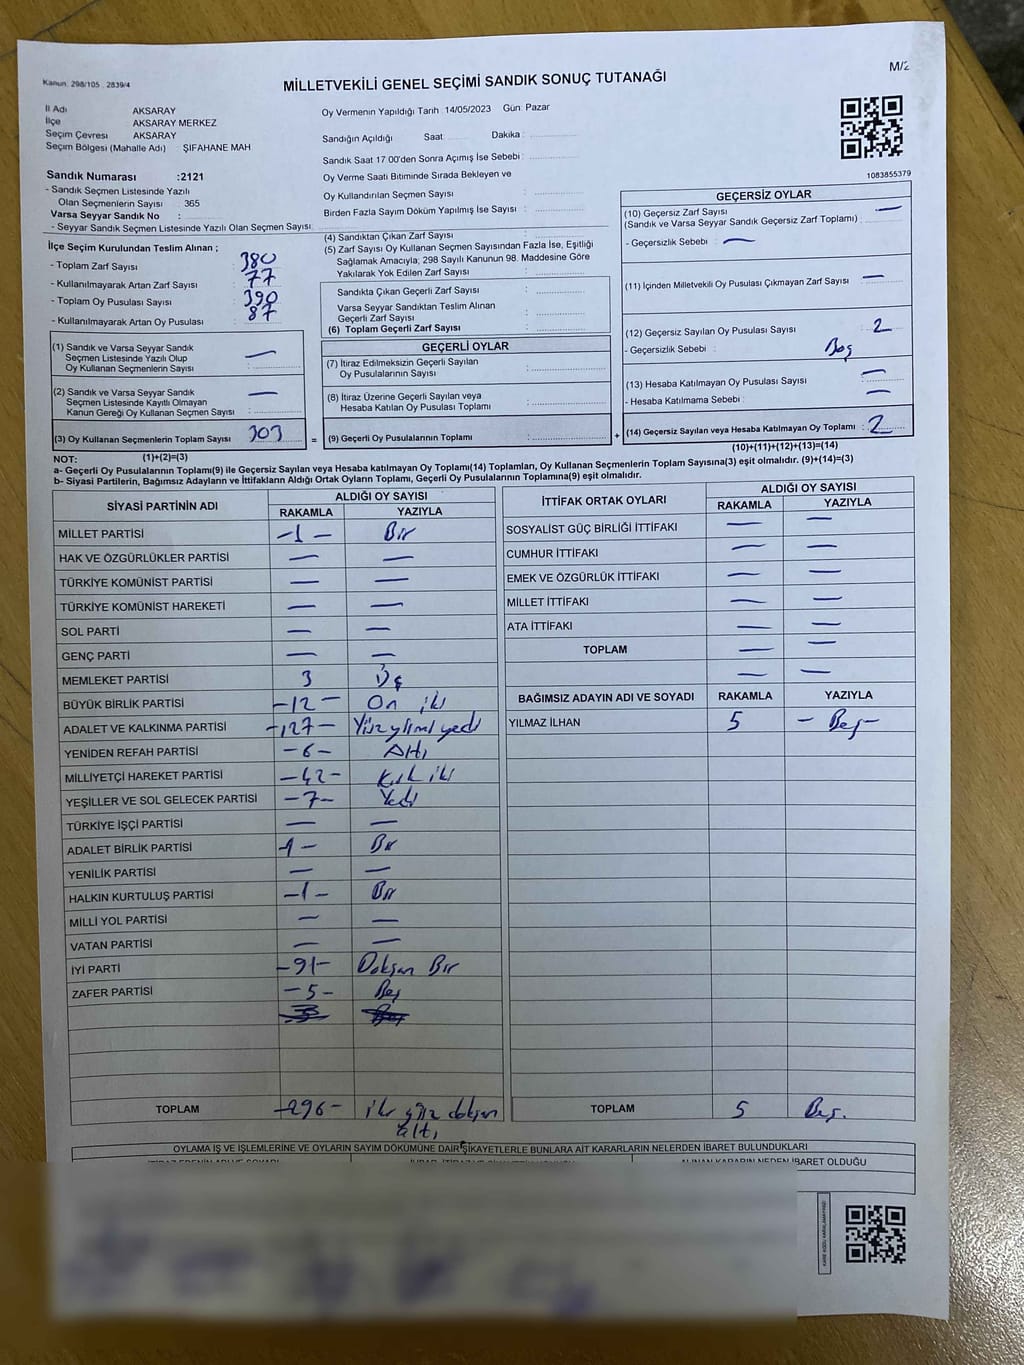 Kanun: 298/105 2839/4
MİLLETVEKİLİ GENEL SEÇİMİ SANDIK SONUÇ TUTANAĞI
M/2
İl Adı AKSARAY
İlçe AKSARAY MERKEZ
Seçim Çevresi AKSARAY
Seçim Bölgesi (Mahalle Adı) : ŞIFAHANE MAH
Sandık Numarası :2121
- Sandık Seçmen Listesinde Yazılı
Olan Seçmenlerin Sayısı : 365
Varsa Seyyar Sandık No :
- Seyyar Sandık Seçmen Listesinde Yazılı Olan Seçmen Sayısı:
Oy Vermenin Yapıldığı Tarih : 14/05/2023 Gün: Pazar
Sandığın Açıldığı Saat: Dakika :
Sandık Saat 17:00'den Sonra Açımış İse Sebebi :
Oy Verme Saati Bitiminde Sırada Bekleyen ve
Oy Kullandırılan Seçmen Sayısı :
Birden Fazla Sayım Döküm Yapılmış İse Sayısı :
1083855379
İlçe Seçim Kurulundan Teslim Alınan ;
- Toplam Zarf Sayısı : 380
- Kullanılmayarak Artan Zarf Sayısı : 77
- Toplam Oy Pusulası Sayısı : 390
- Kullanılmayarak Artan Oy Pusulası : 87
(4) Sandıktan Çıkan Zarf Sayısı :
(5) Zarf Sayısı Oy Kullanan Seçmen Sayısından Fazla İse, Eşitliği
Sağlamak Amacıyla; 298 Sayılı Kanunun 98. Maddesine Göre
Yakılarak Yok Edilen Zarf Sayısı :
Sandıkta Çıkan Geçerli Zarf Sayısı :
Varsa Seyyar Sandıktan Teslim Alınan
Geçerli Zarf Sayısı :
(6) Toplam Geçerli Zarf Sayısı :
GEÇERSİZ OYLAR
(10) Geçersiz Zarf Sayısı : —
(Sandık ve Varsa Seyyar Sandık Geçersiz Zarf Toplamı)
- Geçersizlik Sebebi : —
(11) İçinden Milletvekili Oy Pusulası Çıkmayan Zarf Sayısı : —
(12) Geçersiz Sayılan Oy Pusulası Sayısı : 2
- Geçersizlik Sebebi : Boş
(13) Hesaba Katılmayan Oy Pusulası Sayısı : —
- Hesaba Katılmama Sebebi : —
(14) Geçersiz Sayılan veya Hesaba Katılmayan Oy Toplamı : 2
(10)+(11)+(12)+(13)=(14)
(1) Sandık ve Varsa Seyyar Sandık
Seçmen Listesinde Yazılı Olup
Oy Kullanan Seçmenlerin Sayısı : —
(2) Sandık ve Varsa Seyyar Sandık
Seçmen Listesinde Kayıtlı Olmayan
Kanun Gereği Oy Kullanan Seçmen Sayısı : —
(3) Oy Kullanan Seçmenlerin Toplam Sayısı : 303
GEÇERLİ OYLAR
(7) İtiraz Edilmeksizin Geçerli Sayılan
Oy Pusulalarının Sayısı :
(8) İtiraz Üzerine Geçerli Sayılan veya
Hesaba Katılan Oy Pusulası Toplamı :
= (9) Geçerli Oy Pusulalarının Toplamı : +
NOT: (1)+(2)=(3)
a- Geçerli Oy Pusulalarının Toplamı(9) ile Geçersiz Sayılan veya Hesaba katılmayan Oy Toplamı(14) Toplamları, Oy Kullanan Seçmenlerin Toplam Sayısına(3) eşit olmalıdır. (9)+(14)=(3)
b- Siyasi Partilerin, Bağımsız Adayların ve İttifakların Aldığı Ortak Oyların Toplamı, Geçerli Oy Pusulalarının Toplamına(9) eşit olmalıdır.
SİYASİ PARTİNİN ADI ALDIĞI OY SAYISI
RAKAMLA YAZIYLA
MİLLET PARTİSİ -1- Bir
HAK VE ÖZGÜRLÜKLER PARTİSİ — —
TÜRKİYE KOMÜNİST PARTİSİ — —
TÜRKİYE KOMÜNİST HAREKETİ — —
SOL PARTİ — —
GENÇ PARTİ — —
MEMLEKET PARTİSİ 3 Üç
BÜYÜK BİRLİK PARTİSİ -12- On iki
ADALET VE KALKINMA PARTİSİ -127- Yüz yirmi yedi
YENİDEN REFAH PARTİSİ -6- Altı
MİLLİYETÇİ HAREKET PARTİSİ -42- Kırk iki
YEŞİLLER VE SOL GELECEK PARTİSİ -7- Yedi
TÜRKİYE İŞÇİ PARTİSİ — —
ADALET BİRLİK PARTİSİ -1- Bir
YENİLİK PARTİSİ — —
HALKIN KURTULUŞ PARTİSİ -1- Bir
MİLLİ YOL PARTİSİ — —
VATAN PARTİSİ — —
İYİ PARTİ -91- Doksan Bir
ZAFER PARTİSİ -5- Beş
TOPLAM -296- iki yüz doksan
altı
İTTİFAK ORTAK OYLARI ALDIĞI OY SAYISI
RAKAMLA YAZIYLA
SOSYALİST GÜÇ BİRLİĞİ İTTİFAKI — —
CUMHUR İTTİFAKI — —
EMEK VE ÖZGÜRLÜK İTTİFAKI — —
MİLLET İTTİFAKI — —
ATA İTTİFAKI — —
TOPLAM — —
— —
BAĞIMSIZ ADAYIN ADI VE SOYADI RAKAMLA YAZIYLA
YILMAZ İLHAN 5 - Beş-
TOPLAM 5 Beş.
OYLAMA İŞ VE İŞLEMLERİNE VE OYLARIN SAYIM DÖKÜMÜNE DAİR ŞİKAYETLERLE BUNLARA AİT KARARLARIN NELERDEN İBARET BULUNDUKLARI
ALINAN KARARIN NEDEN İBARET OLDUĞU